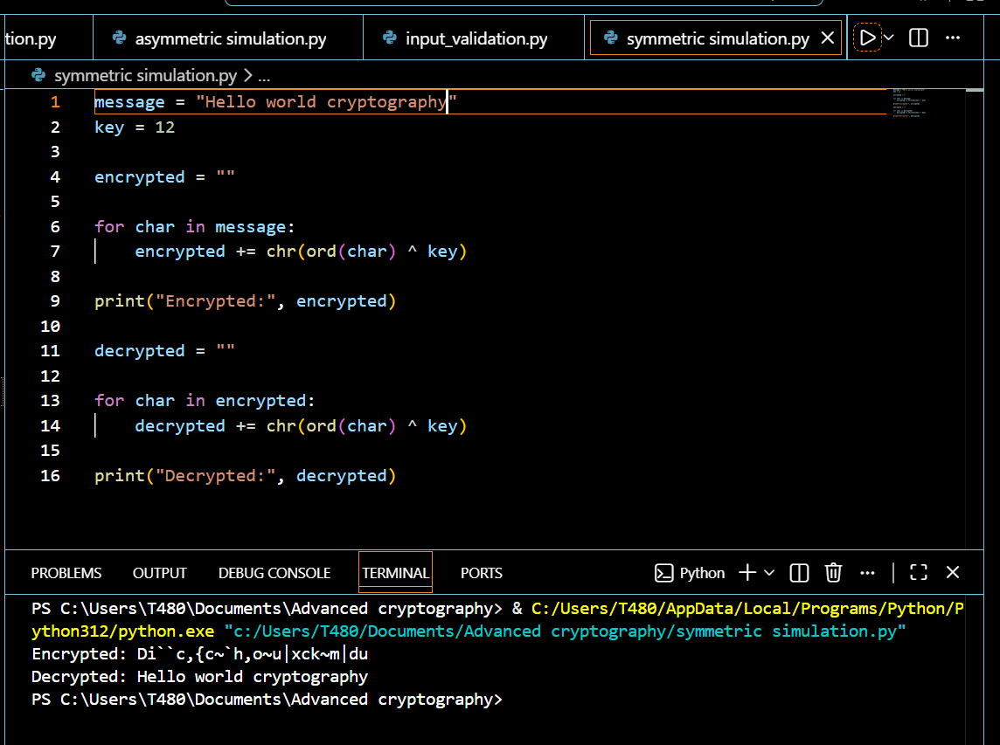 tion.py asymmetric simulation.py input_validation.py symmetric simulation.py
symmetric simulation.py > ...
1 message = "Hello world cryptography"
2 key = 12
3
4 encrypted = ""
5
6 for char in message:
7     encrypted += chr(ord(char) ^ key)
8
9 print("Encrypted:", encrypted)
10
11 decrypted = ""
12
13 for char in encrypted:
14     decrypted += chr(ord(char) ^ key)
15
16 print("Decrypted:", decrypted)
PROBLEMS OUTPUT DEBUG CONSOLE TERMINAL PORTS Python
PS C:\Users\T480\Documents\Advanced cryptography> & C:/Users/T480/AppData/Local/Programs/Python/P
ython312/python.exe "c:/Users/T480/Documents/Advanced cryptography/symmetric simulation.py"
Encrypted: Di``c,{c~`h,o~u|xck~m|du
Decrypted: Hello world cryptography
PS C:\Users\T480\Documents\Advanced cryptography>